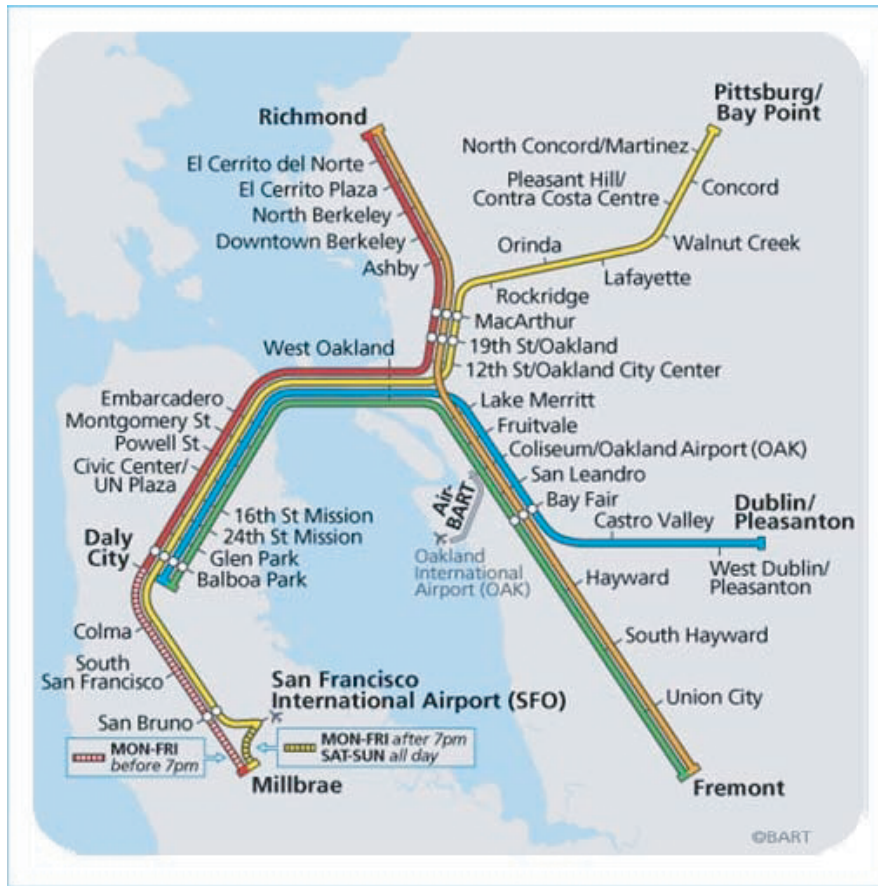 Richmond
Pittsburg/
Bay Point
El Cerrito del Norte
El Cerrito Plaza
North Berkeley
Downtown Berkeley
Ashby
North Concord/Martinez
Pleasant Hill/
Contra Costa Centre
Concord
Walnut Creek
Orinda
Lafayette
Rockridge
MacArthur
19th St/Oakland
12th St/Oakland City Center
West Oakland
Lake Merritt
Fruitvale
Coliseum/Oakland Airport (OAK)
San Leandro
Bay Fair
Embarcadero
Montgomery St
Powell St
Civic Center/
UN Plaza
16th St Mission
24th St Mission
Glen Park
Balboa Park
Daly
City
Air-
BART
Oakland
International
Airport (OAK)
Dublin/
Pleasanton
Castro Valley
West Dublin/
Pleasanton
Hayward
South Hayward
Union City
Fremont
Colma
South
San Francisco
San Bruno
San Francisco
International Airport (SFO)
MON-FRI
before 7pm
MON-FRI after 7pm
SAT-SUN all day
Millbrae
©BART